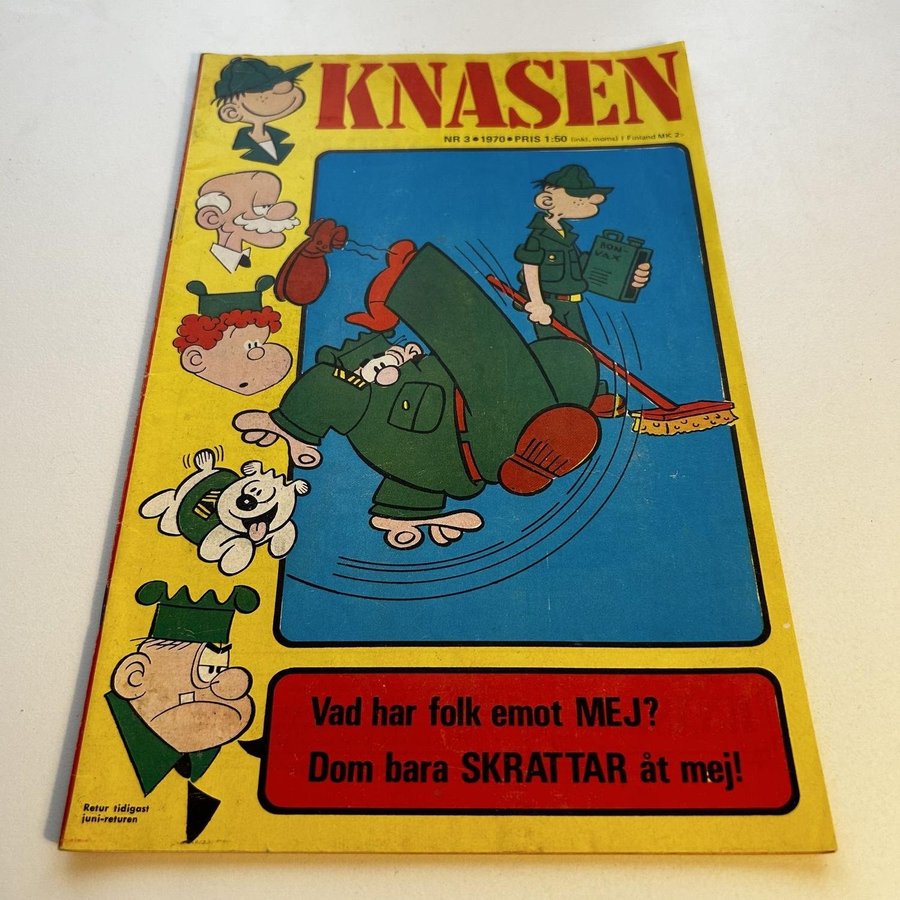 KNASEN
NR 3 • 1970 • PRIS 1:50 (inkl. moms) I Finland MK 2:-
BON-
VAX
Vad har folk emot MEJ?
Dom bara SKRATTAR åt mej!
Retur tidigast
juni-returen